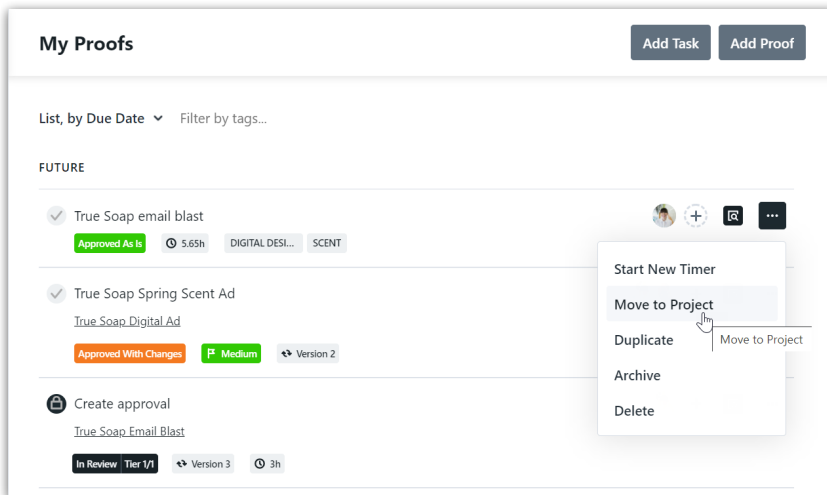 My Proofs
Add Task
Add Proof
List, by Due Date
Filter by tags...
FUTURE
True Soap email blast
Approved As Is
5.65h
DIGITAL DESI...
SCENT
Start New Timer
Move to Project
Move to Project
Duplicate
Archive
Delete
True Soap Spring Scent Ad
True Soap Digital Ad
Approved With Changes
Medium
Version 2
Create approval
True Soap Email Blast
In Review
Tier 1/1
Version 3
3h